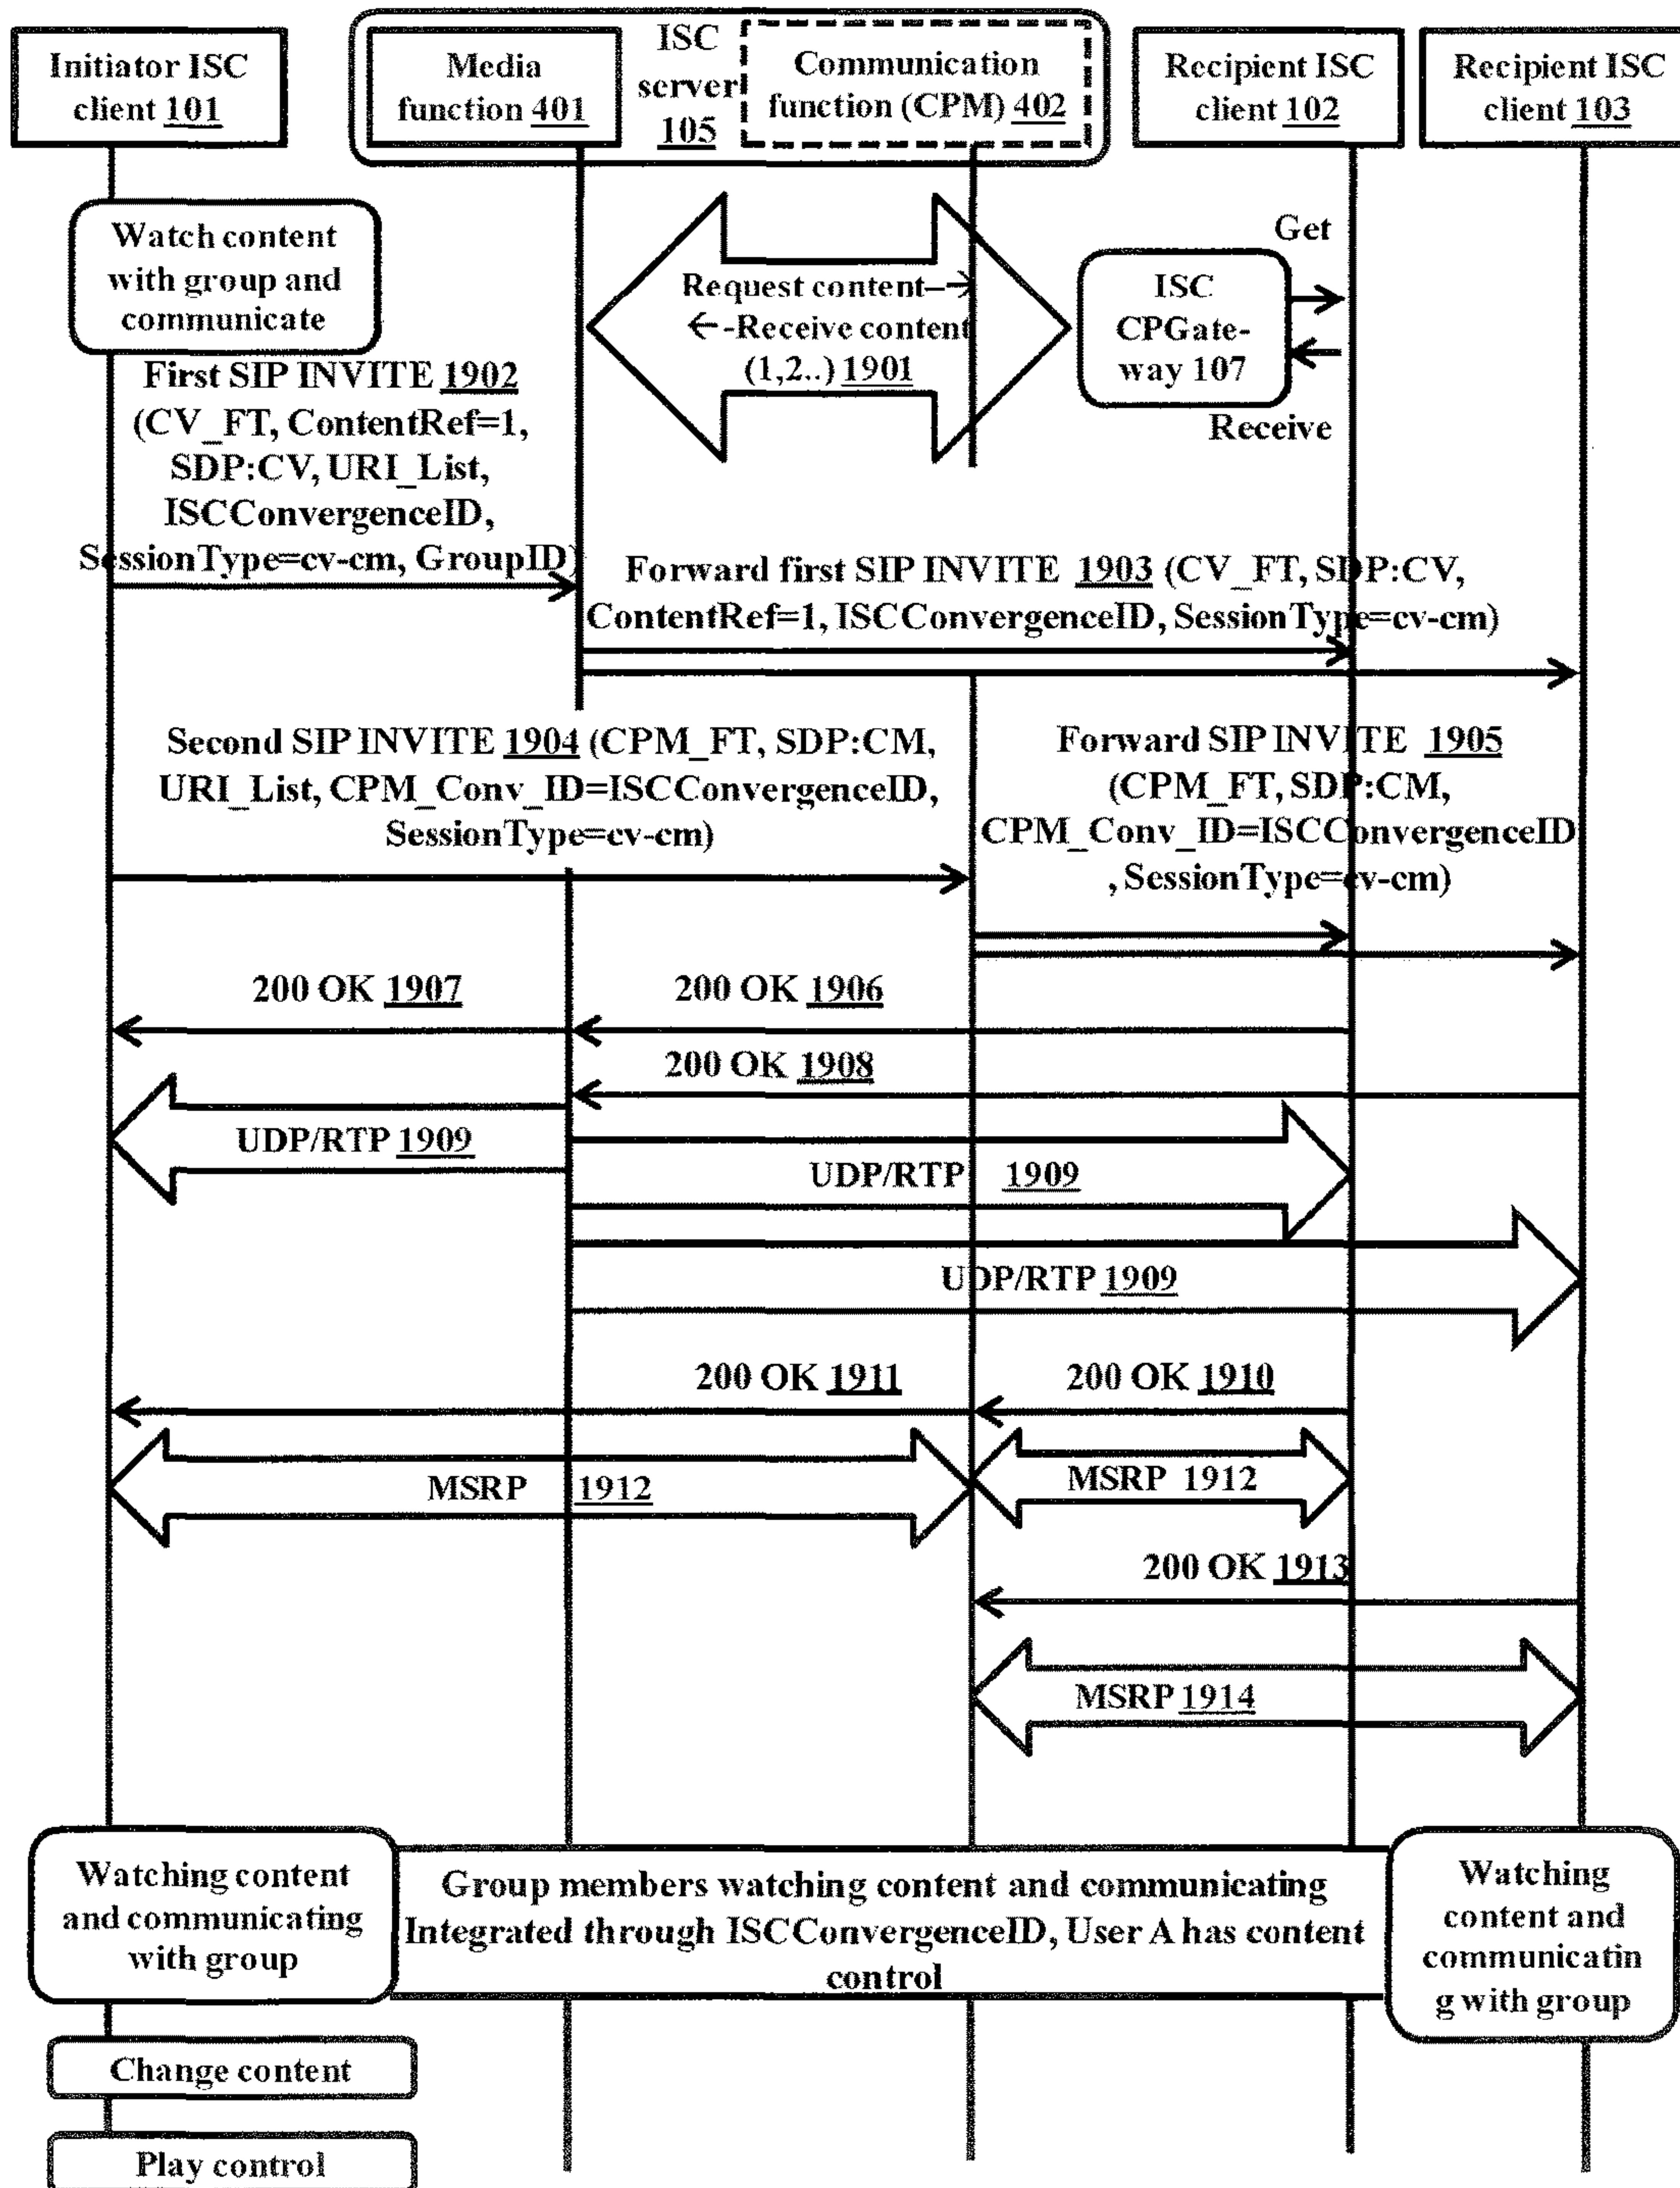 Initiator ISC
client 101
Media
function 401
ISC
server
105
Communication
function (CPM) 402
Recipient ISC
client 102
Recipient ISC
client 103
Watch content
with group and
communicate
Request content–→
←-Receive content
(1,2..) 1901
ISC
CPGate-
way 107
Get
Receive
First SIP INVITE 1902
(CV_FT, ContentRef=1,
SDP:CV, URI_List,
ISCConvergenceID,
SessionType=cv-cm, GroupID)
Forward first SIP INVITE 1903 (CV_FT, SDP:CV,
ContentRef=1, ISCConvergenceID, SessionType=cv-cm)
Second SIP INVITE 1904 (CPM_FT, SDP:CM,
URI_List, CPM_Conv_ID=ISCConvergenceID,
SessionType=cv-cm)
Forward SIP INVITE 1905
(CPM_FT, SDP:CM,
CPM_Conv_ID=ISCConvergenceID
, SessionType=cv-cm)
200 OK 1907
200 OK 1906
200 OK 1908
UDP/RTP 1909
UDP/RTP 1909
UDP/RTP 1909
200 OK 1911
200 OK 1910
MSRP 1912
MSRP 1912
200 OK 1913
MSRP 1914
Watching content
and communicating
with group
Group members watching content and communicating
Integrated through ISCConvergenceID, User A has content
control
Watching
content and
communicatin
g with group
Change content
Play control